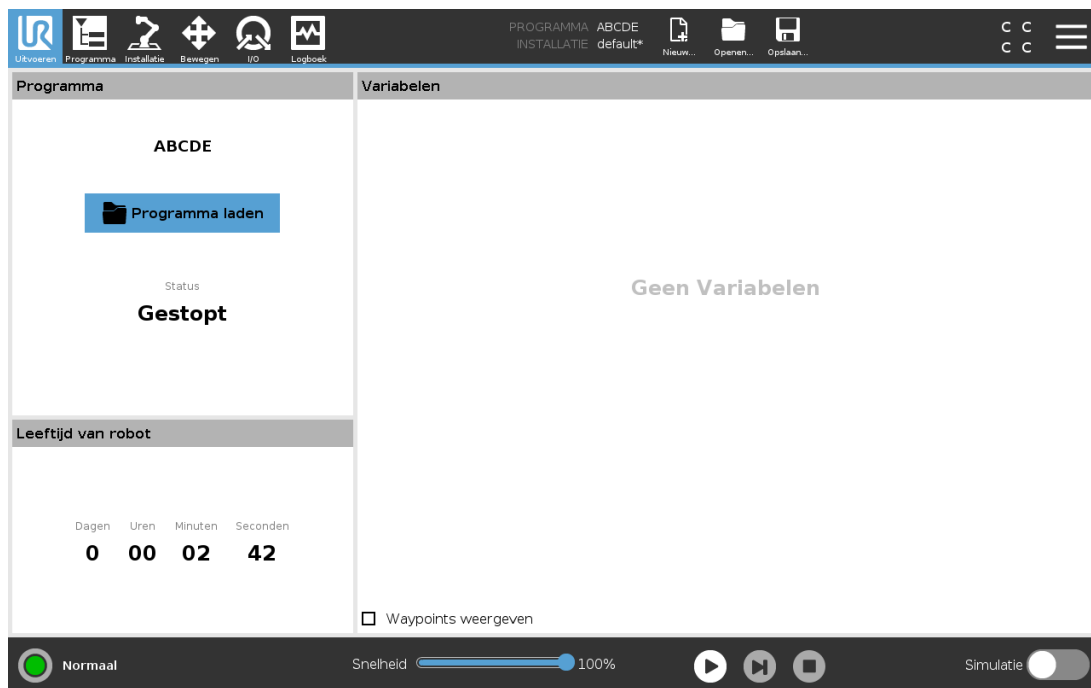 UR
Uitvoeren Programma Installatie Bewegen I/O Logboek
PROGRAMMA ABCDE
INSTALLATIE default*
Nieuw... Openen... Opslaan...
C C
C C
Programma
ABCDE
Programma laden
Status
Gestopt
Leeftijd van robot
Dagen Uren Minuten Seconden
0 00 02 42
Variabelen
Geen Variabelen
Waypoints weergeven
Normaal
Snelheid 100%
Simulatie